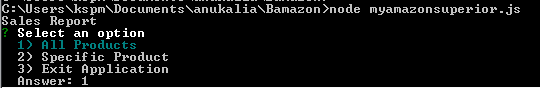 C:\Users\kspm\Documents\anukalia\Bamazon>node myamazonsuperior.js
Sales Report
? Select an option
1) All Products
2) Specific Product
3) Exit Application
Answer: 1